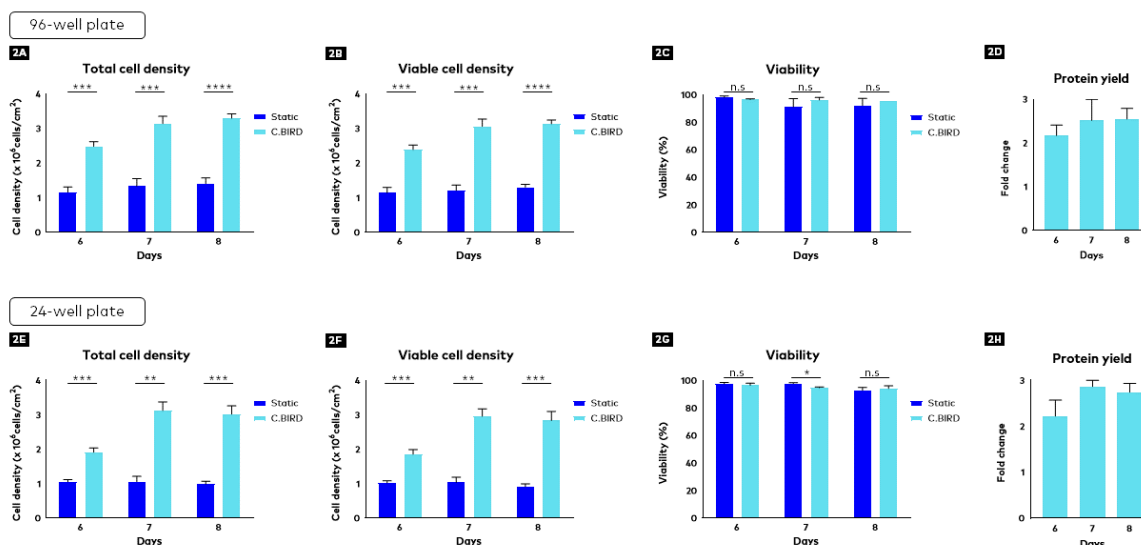 96-well plate
2A
Total cell density
*** *** ****
Cell density (x 10⁶cells/cm²)
4
3
2
1
0
6 7 8
Days
Static
C.BIRD
2B
Viable cell density
*** *** ****
Cell density (x 10⁶cells/cm²)
4
3
2
1
0
6 7 8
Days
Static
C.BIRD
2C
Viability
n.s n.s n.s
Viability (%)
100
80
60
40
20
0
6 7 8
Days
Static
C.BIRD
2D
Protein yield
Fold change
3
2
1
0
6 7 8
Days
24-well plate
2E
Total cell density
*** ** ***
Cell density (x 10⁶cells/cm²)
4
3
2
1
0
6 7 8
Days
Static
C.BIRD
2F
Viable cell density
*** ** ***
Cell density (x 10⁶cells/cm²)
4
3
2
1
0
6 7 8
Days
Static
C.BIRD
2G
Viability
n.s * n.s
Viability (%)
100
80
60
40
20
0
6 7 8
Days
Static
C.BIRD
2H
Protein yield
Fold change
3
2
1
0
6 7 8
Days